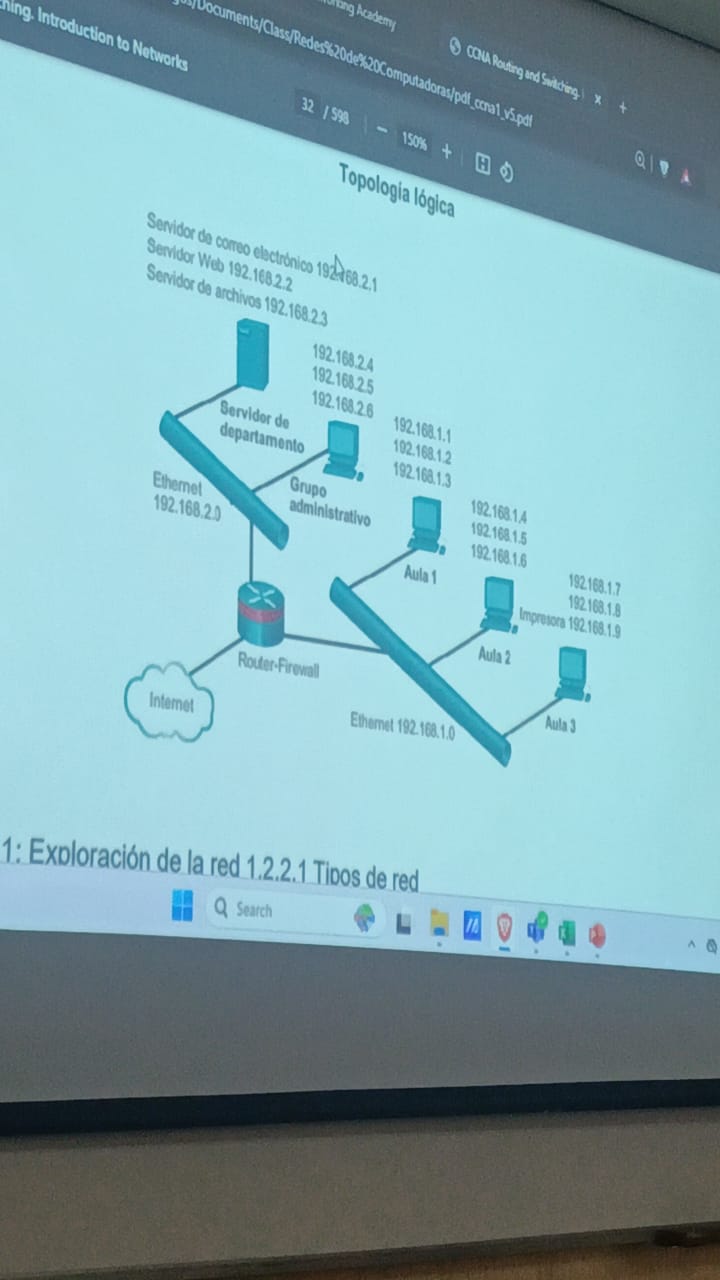 orking Academy
CCNA Routing and Switching.
ning. Introduction to Networks
/Documents/Class/Redes%20de%20Computadoras/pdf_ccna1_v5.pdf
32 / 598
150%
Topología lógica
Servidor de correo electrónico 192.168.2.1
Servidor Web 192.168.2.2
Servidor de archivos 192.168.2.3
192.168.2.4
192.168.2.5
192.168.2.6
Servidor de
departamento
192.168.1.1
192.168.1.2
192.168.1.3
Ethernet
192.168.2.0
Grupo
administrativo
192.168.1.4
192.168.1.5
192.168.1.6
Aula 1
192.168.1.7
192.168.1.8
Impresora 192.168.1.9
Aula 2
Router-Firewall
Internet
Ethernet 192.168.1.0
Aula 3
1: Exploración de la red 1.2.2.1 Tipos de red
Search